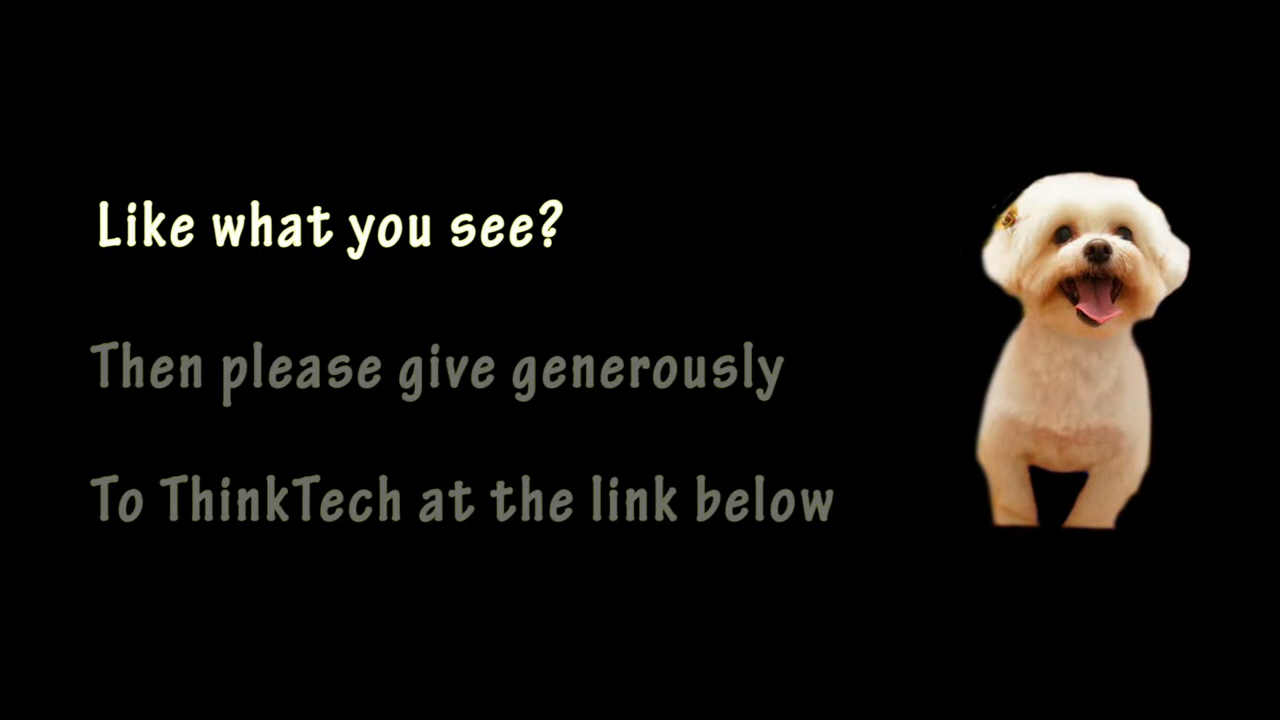 Like what you see?
Then please give generously
To ThinkTech at the link below